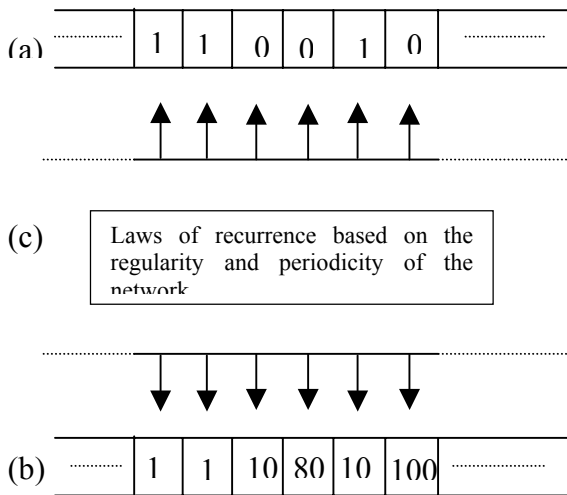 (a) 1 1 0 0 1 0
(c)
Laws of recurrence based on the
regularity and periodicity of the
network
(b) 1 1 10 80 10 100